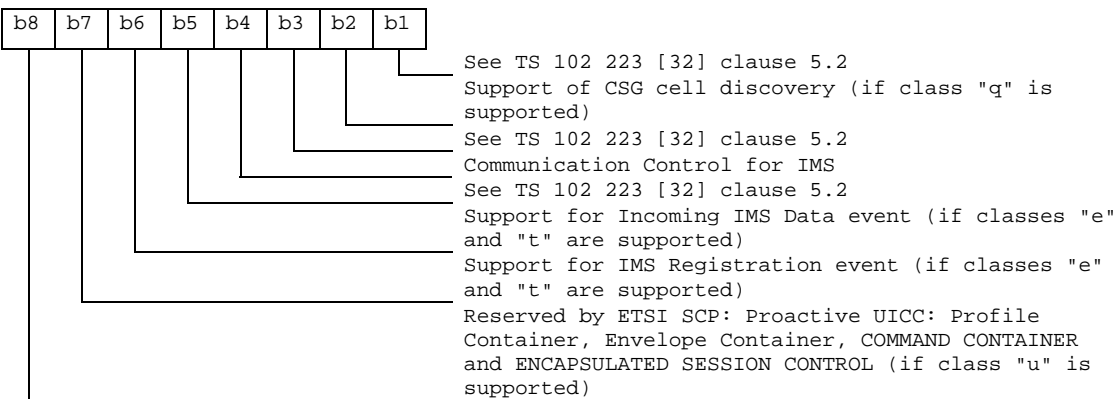 b8 b7 b6 b5 b4 b3 b2 b1
See TS 102 223 [32] clause 5.2
Support of CSG cell discovery (if class "q" is
supported)
See TS 102 223 [32] clause 5.2
Communication Control for IMS
See TS 102 223 [32] clause 5.2
Support for Incoming IMS Data event (if classes "e"
and "t" are supported)
Support for IMS Registration event (if classes "e"
and "t" are supported)
Reserved by ETSI SCP: Proactive UICC: Profile
Container, Envelope Container, COMMAND CONTAINER
and ENCAPSULATED SESSION CONTROL (if class "u" is
supported)